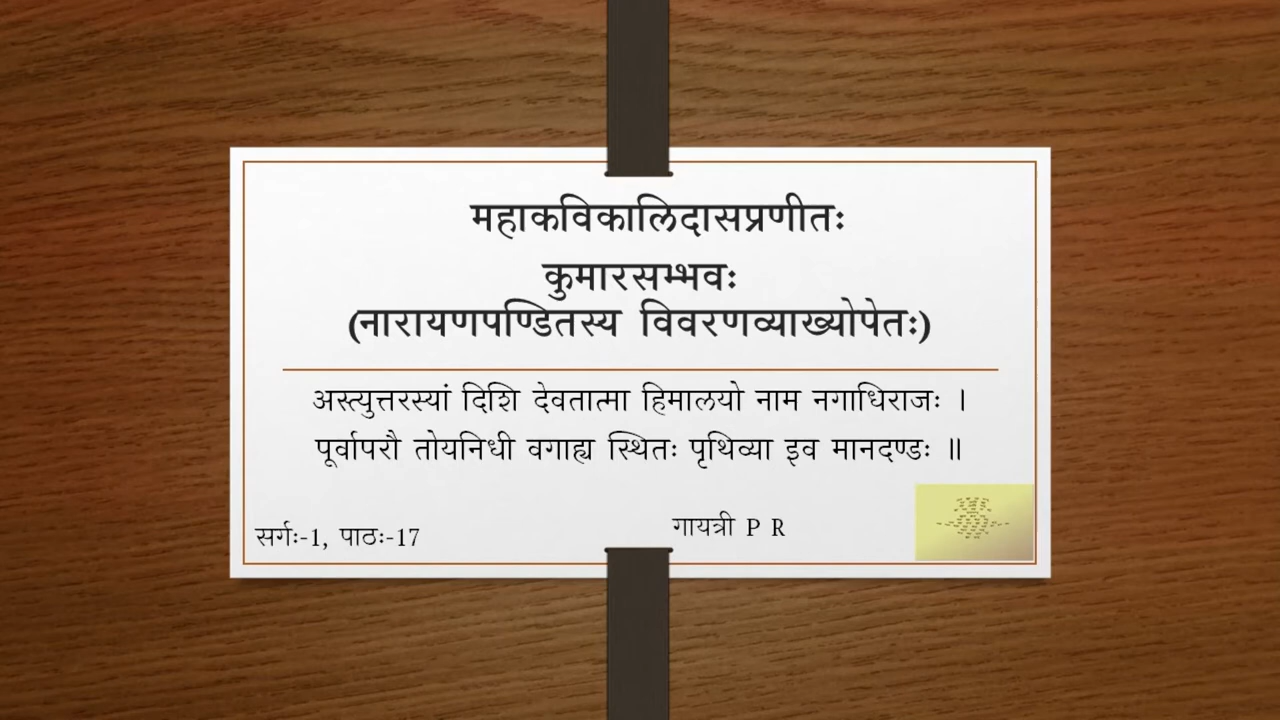 महाकविकालिदासप्रणीतः
कुमारसम्भवः
(नारायणपण्डितस्य विवरणव्याख्योपेतः)
अस्त्युत्तरस्यां दिशि देवतात्मा हिमालयो नाम नगाधिराजः ।
पूर्वापरौ तोयनिधी वगाह्य स्थितः पृथिव्या इव मानदण्डः ॥
सर्गः-1, पाठः-17
गायत्री P R